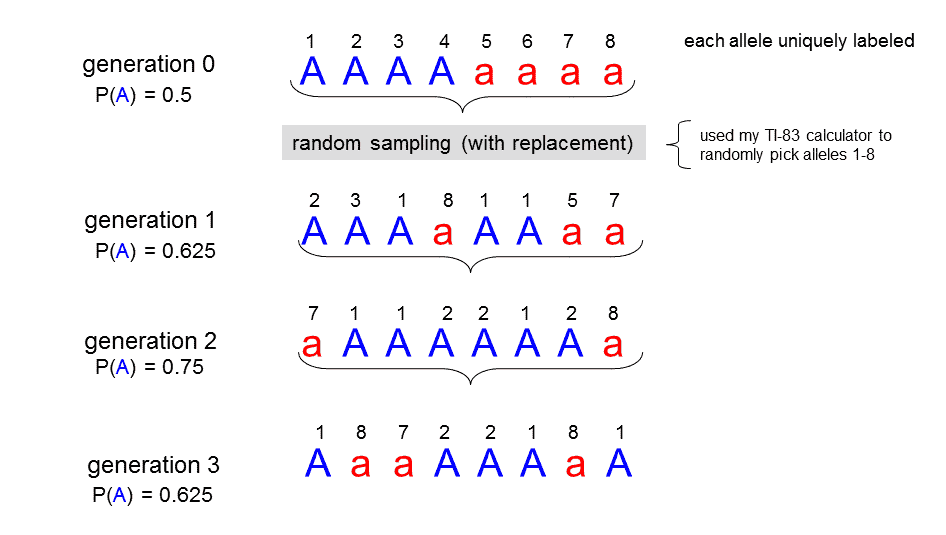 1 2 3 4 5 6 7 8
each allele uniquely labeled
generation 0
A A A A a a a a
P(A) = 0.5
random sampling (with replacement)
used my TI-83 calculator to
randomly pick alleles 1-8
2 3 1 8 1 1 5 7
generation 1
A A A a A A a a
P(A) = 0.625
7 1 1 2 2 1 2 8
generation 2
a A A A A A A a
P(A) = 0.75
1 8 7 2 2 1 8 1
generation 3
A a a A A A a A
P(A) = 0.625